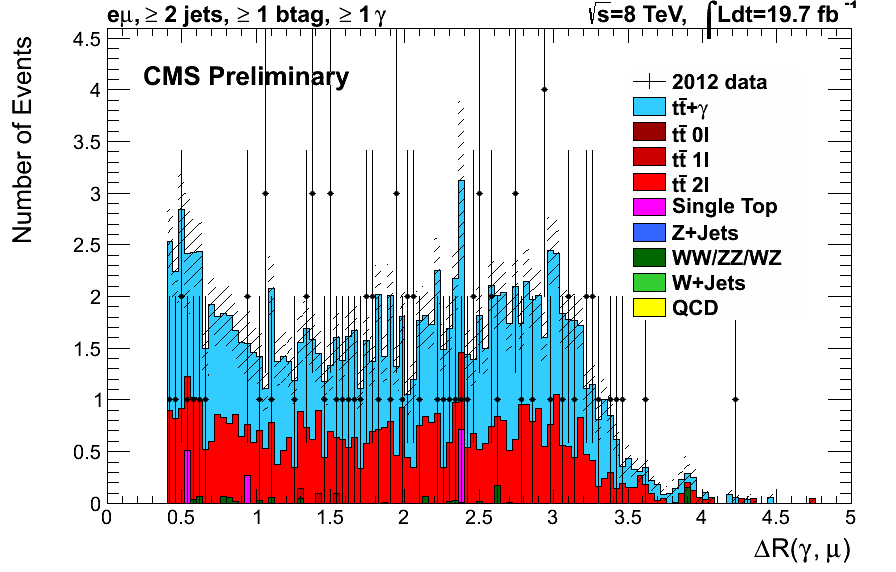 eμ, ≥ 2 jets, ≥ 1 btag, ≥ 1 γ
√s=8 TeV, ∫Ldt=19.7 fb⁻¹
CMS Preliminary
2012 data
tt̄+γ
tt̄ 0l
tt̄ 1l
tt̄ 2l
Single Top
Z+Jets
WW/ZZ/WZ
W+Jets
QCD
Number of Events
4.5
4
3.5
3
2.5
2
1.5
1
0.5
0
0 0.5 1 1.5 2 2.5 3 3.5 4 4.5 5
ΔR(γ, μ)